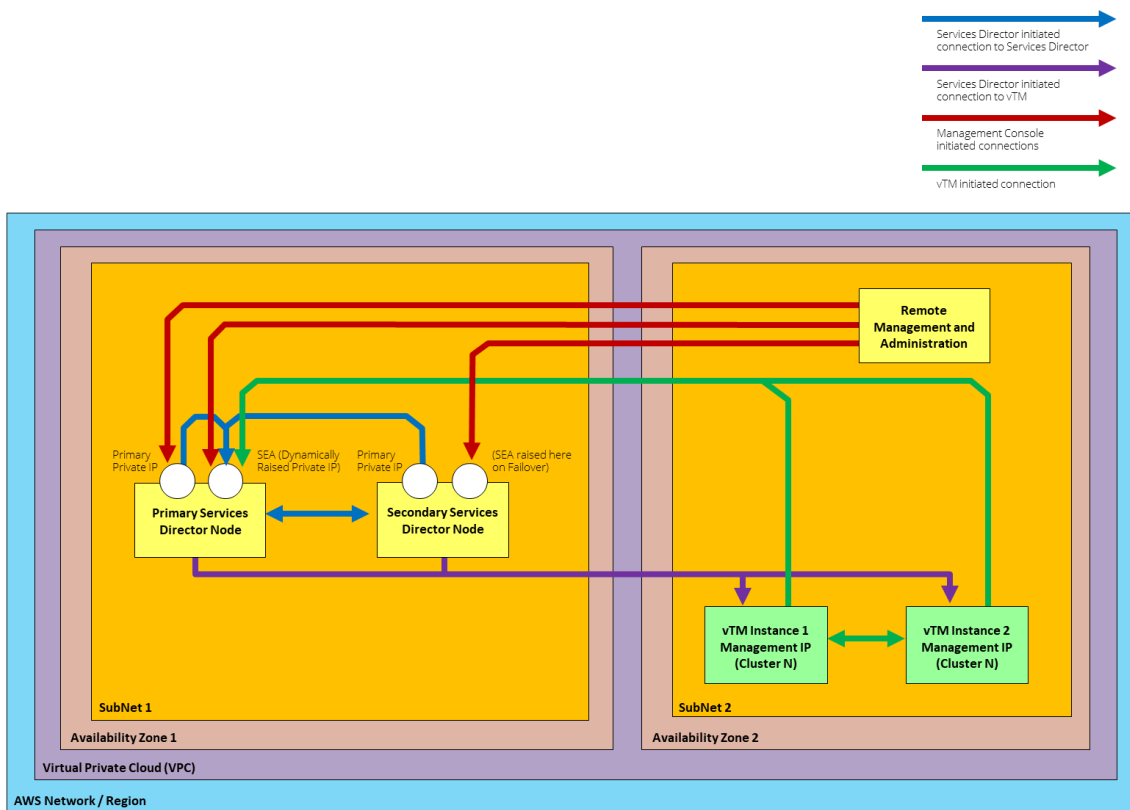 Services Director initiated
connection to Services Director
Services Director initiated
connection to vTM
Management Console
initiated connections
vTM initiated connection
Remote
Management and
Administration
Primary
Private IP
SEA (Dynamically
Raised Private IP)
Primary
Private IP
(SEA raised here
on Failover)
Primary Services
Director Node
Secondary Services
Director Node
vTM Instance 1
Management IP
(Cluster N)
vTM Instance 2
Management IP
(Cluster N)
SubNet 1
SubNet 2
Availability Zone 1
Availability Zone 2
Virtual Private Cloud (VPC)
AWS Network / Region